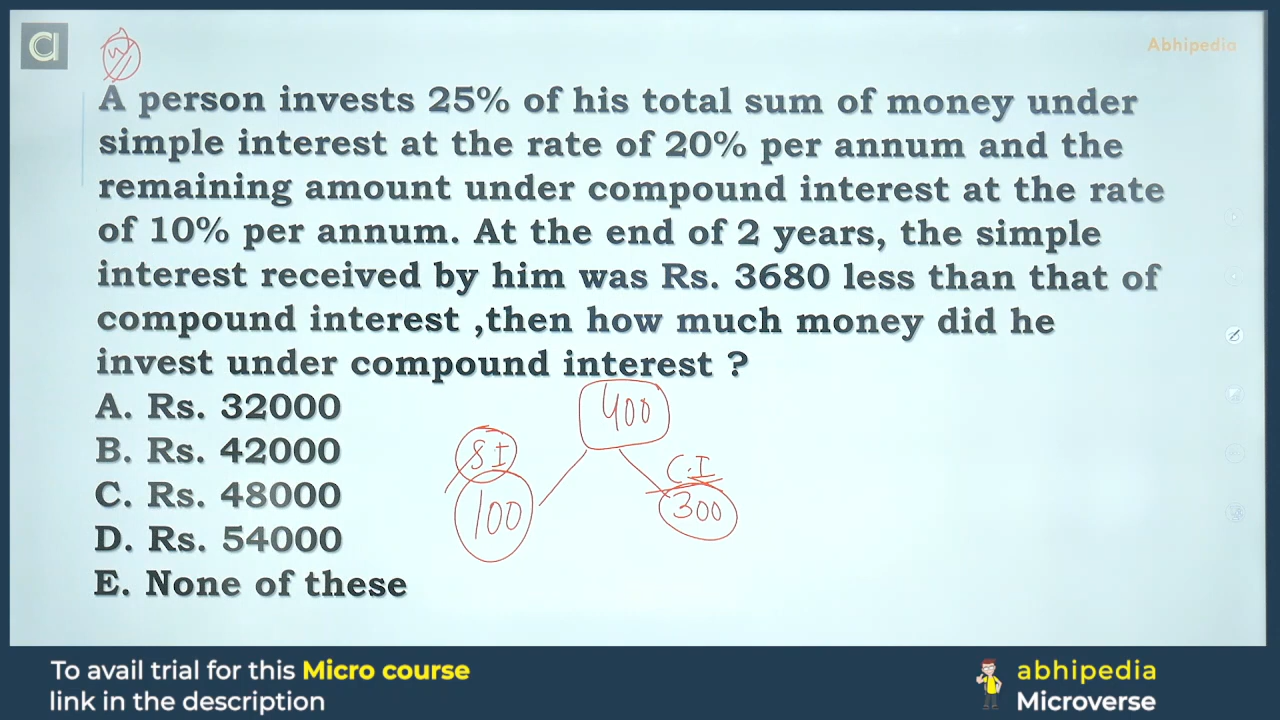 Abhipedia
A person invests 25% of his total sum of money under
simple interest at the rate of 20% per annum and the
remaining amount under compound interest at the rate
of 10% per annum. At the end of 2 years, the simple
interest received by him was Rs. 3680 less than that of
compound interest ,then how much money did he
invest under compound interest ?
A. Rs. 32000
B. Rs. 42000
C. Rs. 48000
D. Rs. 54000
E. None of these
400
SI
C.I
100
300
To avail trial for this Micro course
link in the description
abhipedia
Microverse